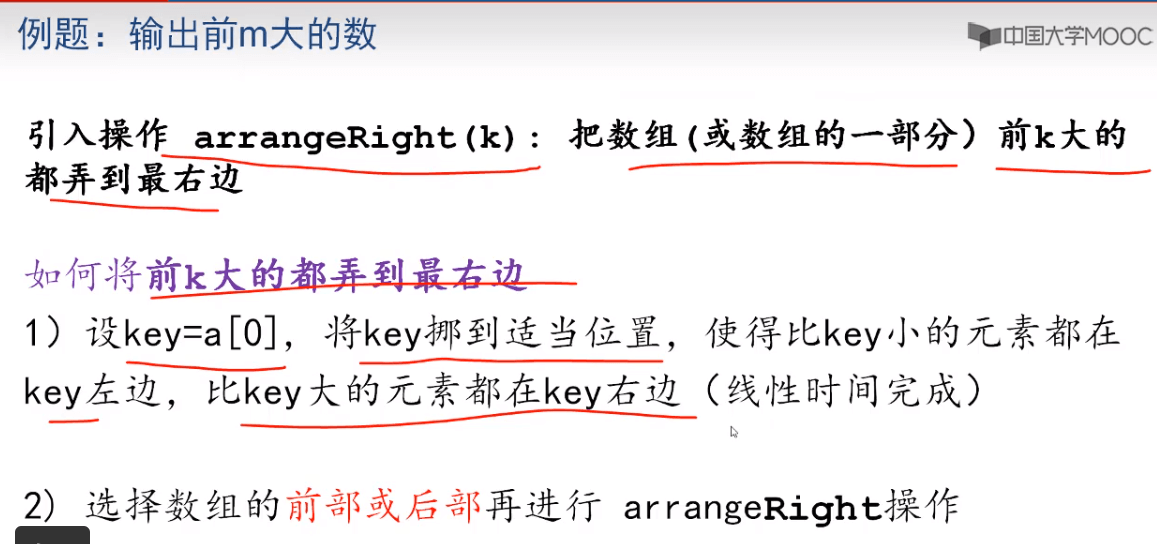 例题：输出前m大的数
中国大学MOOC
引入操作 arrangeRight(k): 把数组(或数组的一部分）前k大的
都弄到最右边
如何将前k大的都弄到最右边
1）设key=a[0], 将key挪到适当位置，使得比key小的元素都在
key左边，比key大的元素都在key右边（线性时间完成）
2) 选择数组的前部或后部再进行 arrangeRight操作